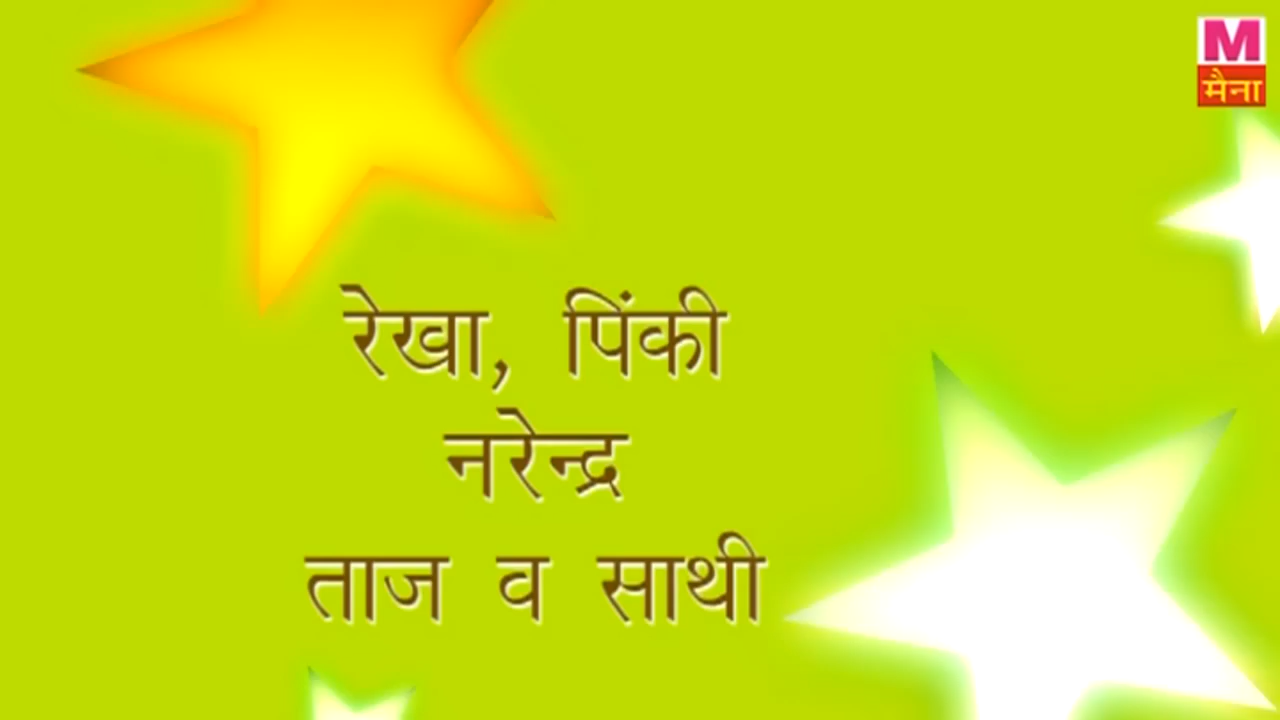 M
मैना
रेखा, पिंकी
नरेन्द्र
ताज व साथी